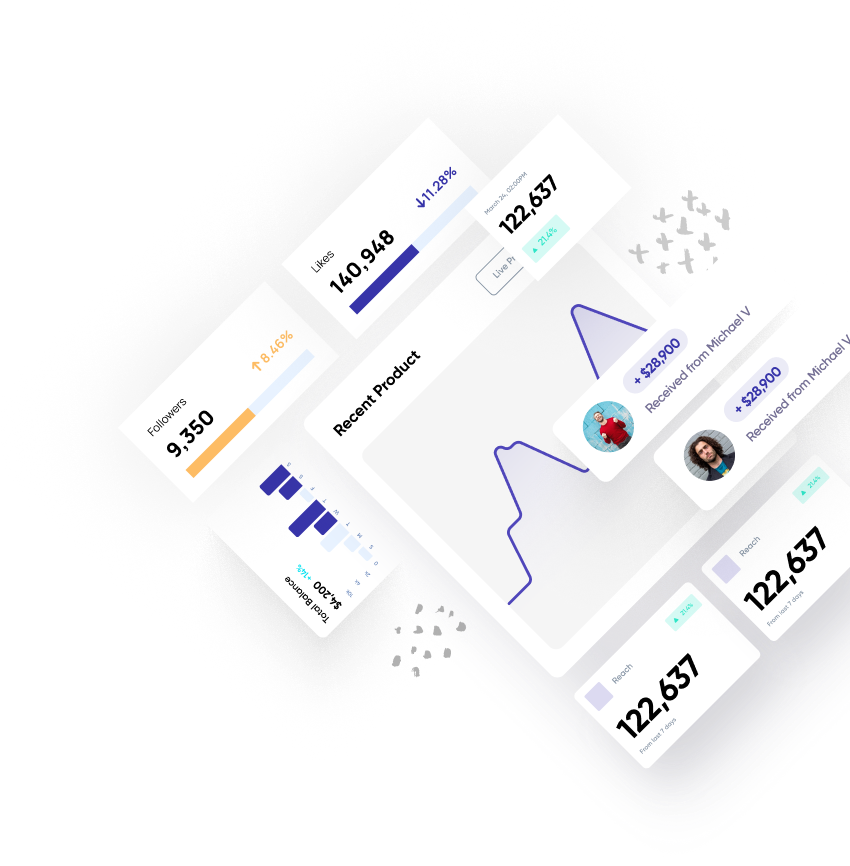 Likes
140,948
11.28%
March 24, 02:00PM
122,637
21.4%
Followers
9,350
8.46%
Recent Product
Live Pr
+ $28,900
Received from Michael V
+ $28,900
Received from Michael V
Total Balance
$4,200
+14%
S
S
F
T
W
T
M
S
0
Reach
122,637
From last 7 days
21.4%
Reach
122,637
From last 7 days
21.4%